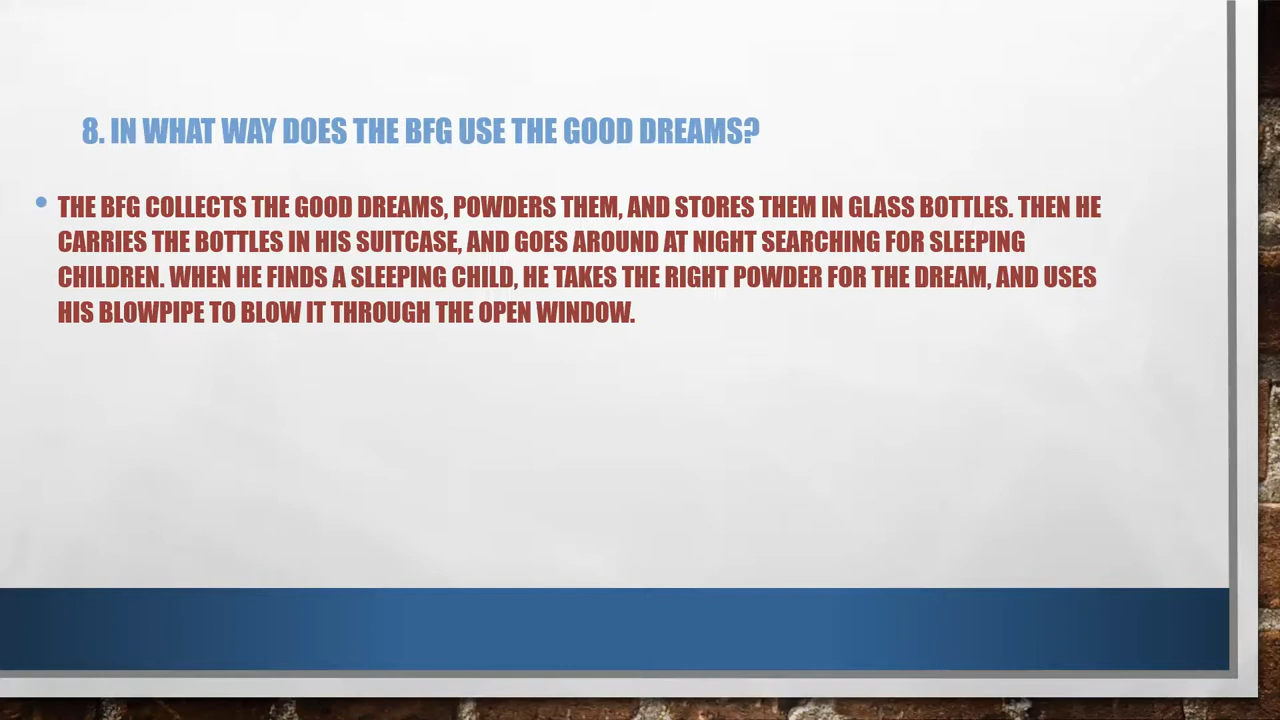 8. IN WHAT WAY DOES THE BFG USE THE GOOD DREAMS?
• THE BFG COLLECTS THE GOOD DREAMS, POWDERS THEM, AND STORES THEM IN GLASS BOTTLES. THEN HE
CARRIES THE BOTTLES IN HIS SUITCASE, AND GOES AROUND AT NIGHT SEARCHING FOR SLEEPING
CHILDREN. WHEN HE FINDS A SLEEPING CHILD, HE TAKES THE RIGHT POWDER FOR THE DREAM, AND USES
HIS BLOWPIPE TO BLOW IT THROUGH THE OPEN WINDOW.